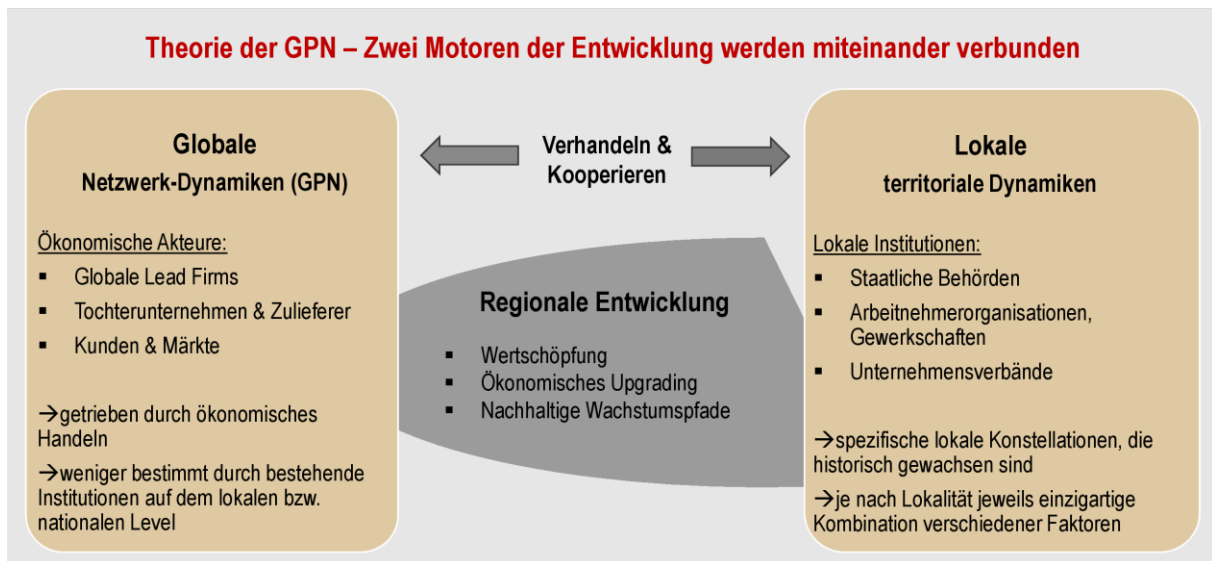 Theorie der GPN – Zwei Motoren der Entwicklung werden miteinander verbunden
Globale
Netzwerk-Dynamiken (GPN)
Ökonomische Akteure:
▪ Globale Lead Firms
▪ Tochterunternehmen & Zulieferer
▪ Kunden & Märkte
→getrieben durch ökonomisches
Handeln
→weniger bestimmt durch bestehende
Institutionen auf dem lokalen bzw.
nationalen Level
Verhandeln &
Kooperieren
Regionale Entwicklung
▪ Wertschöpfung
▪ Ökonomisches Upgrading
▪ Nachhaltige Wachstumspfade
Lokale
territoriale Dynamiken
Lokale Institutionen:
▪ Staatliche Behörden
▪ Arbeitnehmerorganisationen,
Gewerkschaften
▪ Unternehmensverbände
→spezifische lokale Konstellationen, die
historisch gewachsen sind
→je nach Lokalität jeweils einzigartige
Kombination verschiedener Faktoren